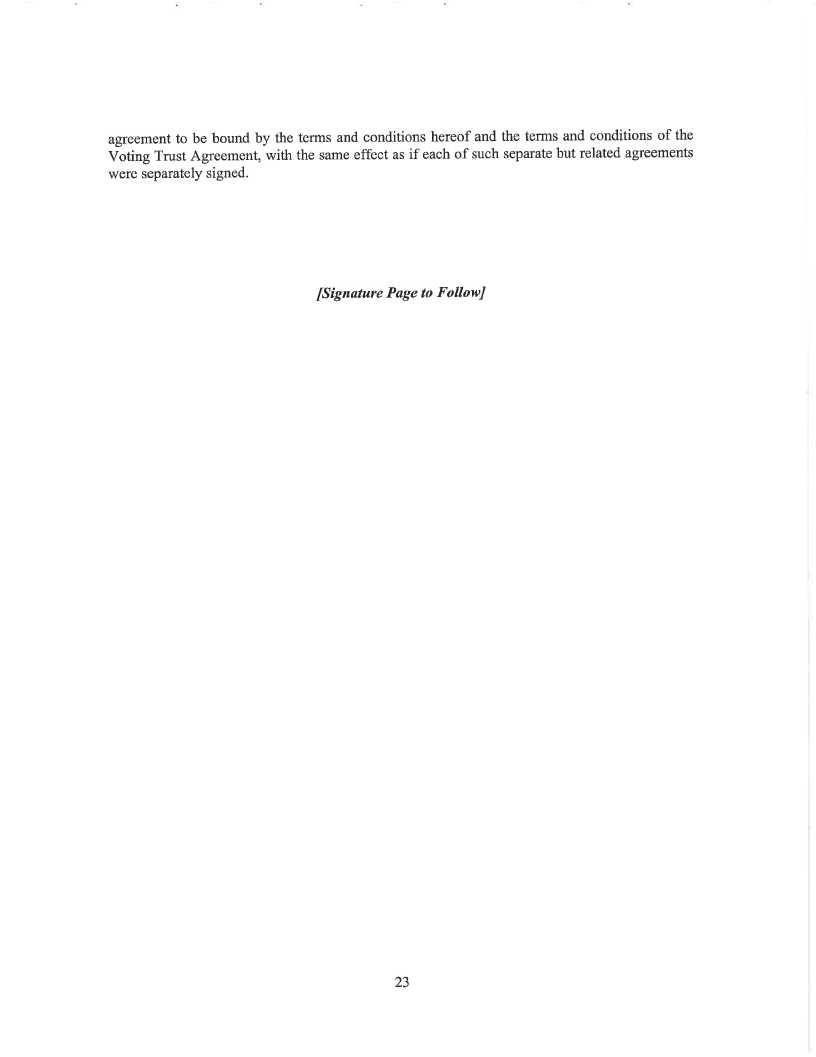 agreement to be bound by the terms and conditions hereof and the terms and conditions of the
Voting Trust Agreement, with the same effect as if each of such separate but related agreements
were separately signed.
[Signature Page to Follow]
23